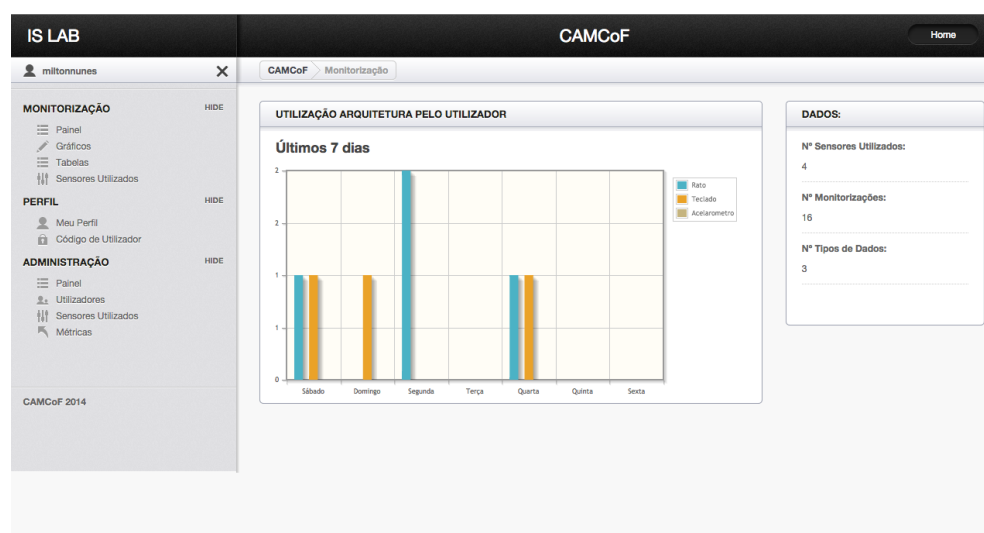 IS LAB
CAMCoF
Home
miltonnunes
CAMCoF
Monitorização
MONITORIZAÇÃO
HIDE
Painel
Gráficos
Tabelas
Sensores Utilizados
PERFIL
HIDE
Meu Perfil
Código de Utilizador
ADMINISTRAÇÃO
HIDE
Painel
Utilizadores
Sensores Utilizados
Métricas
CAMCoF 2014
UTILIZAÇÃO ARQUITETURA PELO UTILIZADOR
Últimos 7 dias
2
2
1
1
0
Sábado
Domingo
Segunda
Terça
Quarta
Quinta
Sexta
Rato
Teclado
Acelarometro
DADOS:
Nº Sensores Utilizados:
4
Nº Monitorizações:
16
Nº Tipos de Dados:
3